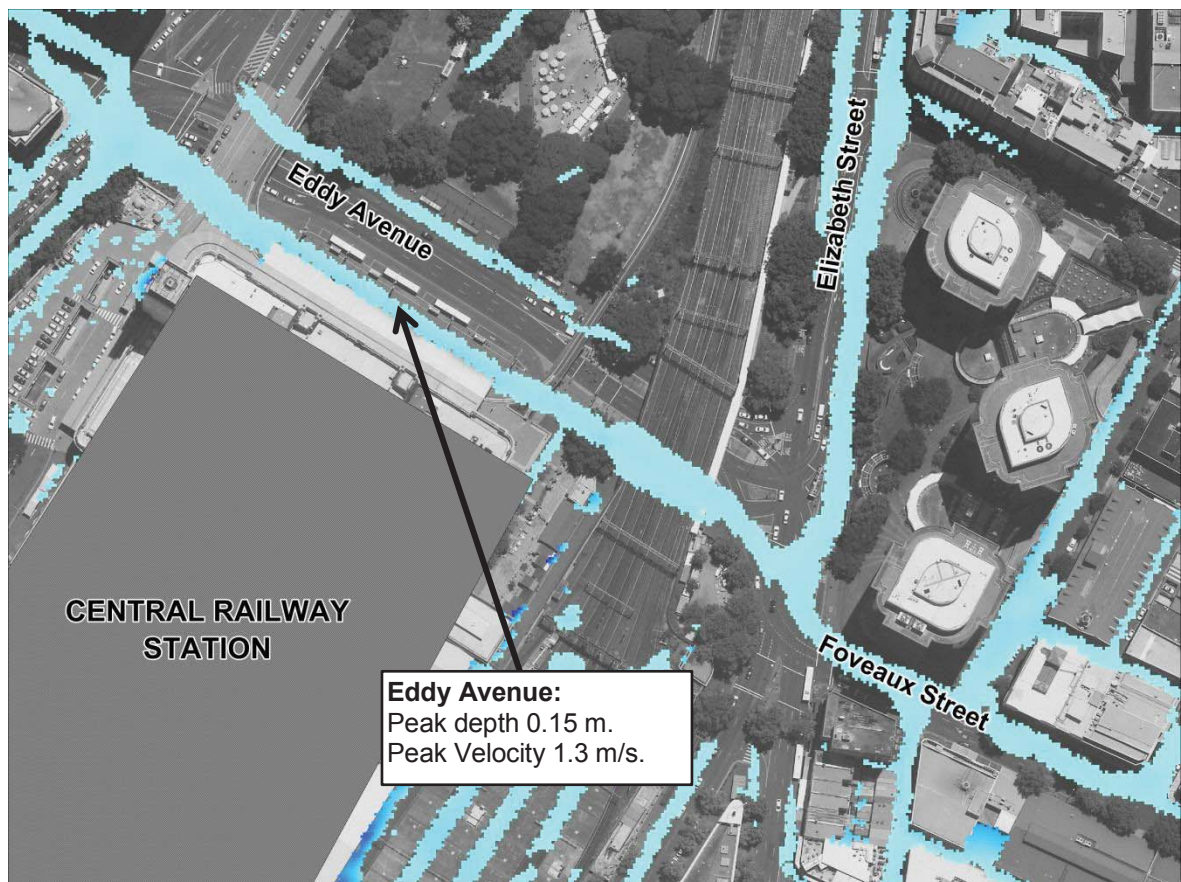 Eddy Avenue
Elizabeth Street
CENTRAL RAILWAY
STATION
Foveaux Street
Eddy Avenue:
Peak depth 0.15 m.
Peak Velocity 1.3 m/s.